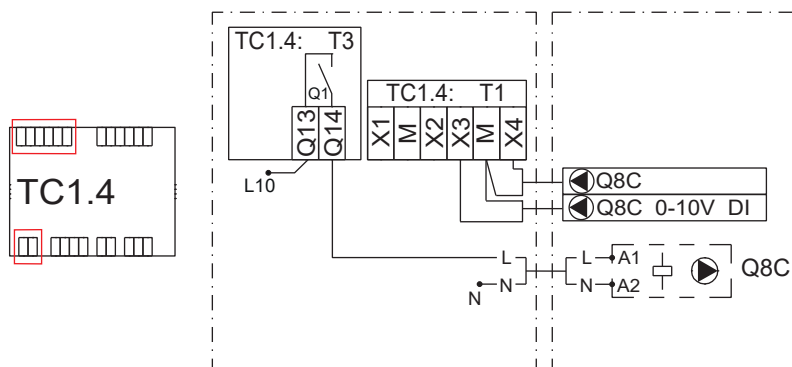 TC1.4: T3
Q1
Q13
Q14
L10
TC1.4: T1
X1
M
X2
X3
M
X4
TC1.4
Q8C
Q8C 0-10V DI
L
L
A1
Q8C
N
N
N
A2